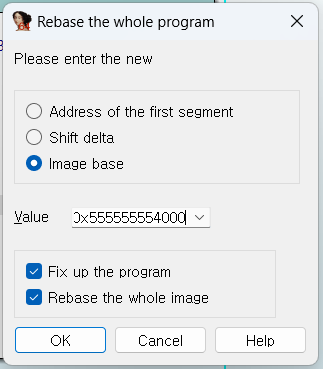 Rebase the whole program
Please enter the new
Address of the first segment
Shift delta
Image base
Value 0x555555554000
Fix up the program
Rebase the whole image
OK Cancel Help